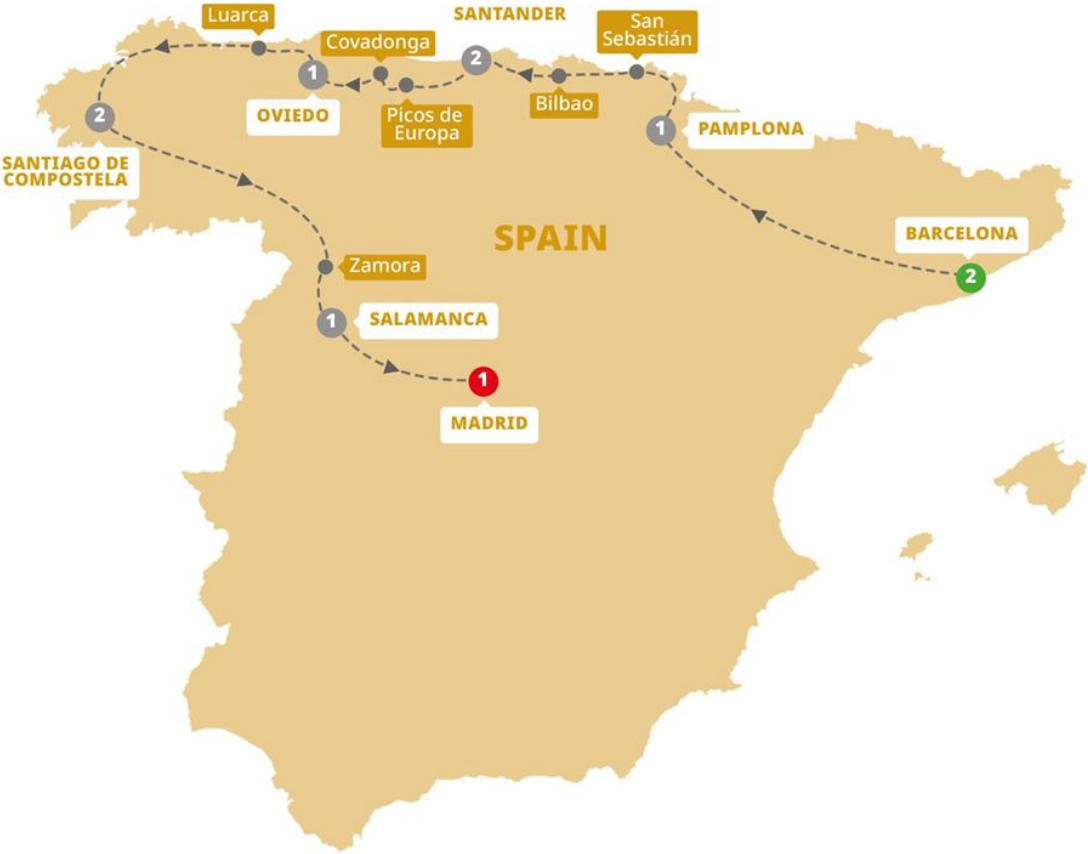 SANTANDER
Luarca
San
Sebastián
Covadonga
2
1
Bilbao
OVIEDO
Picos de
Europa
2
1
PAMPLONA
SANTIAGO DE
COMPOSTELA
SPAIN
BARCELONA
Zamora
2
1
SALAMANCA
1
MADRID